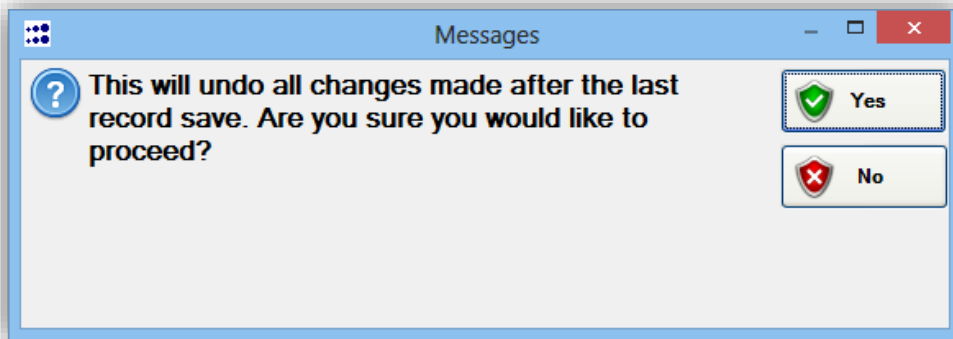 Messages
This will undo all changes made after the last
record save. Are you sure you would like to
proceed?
Yes
No